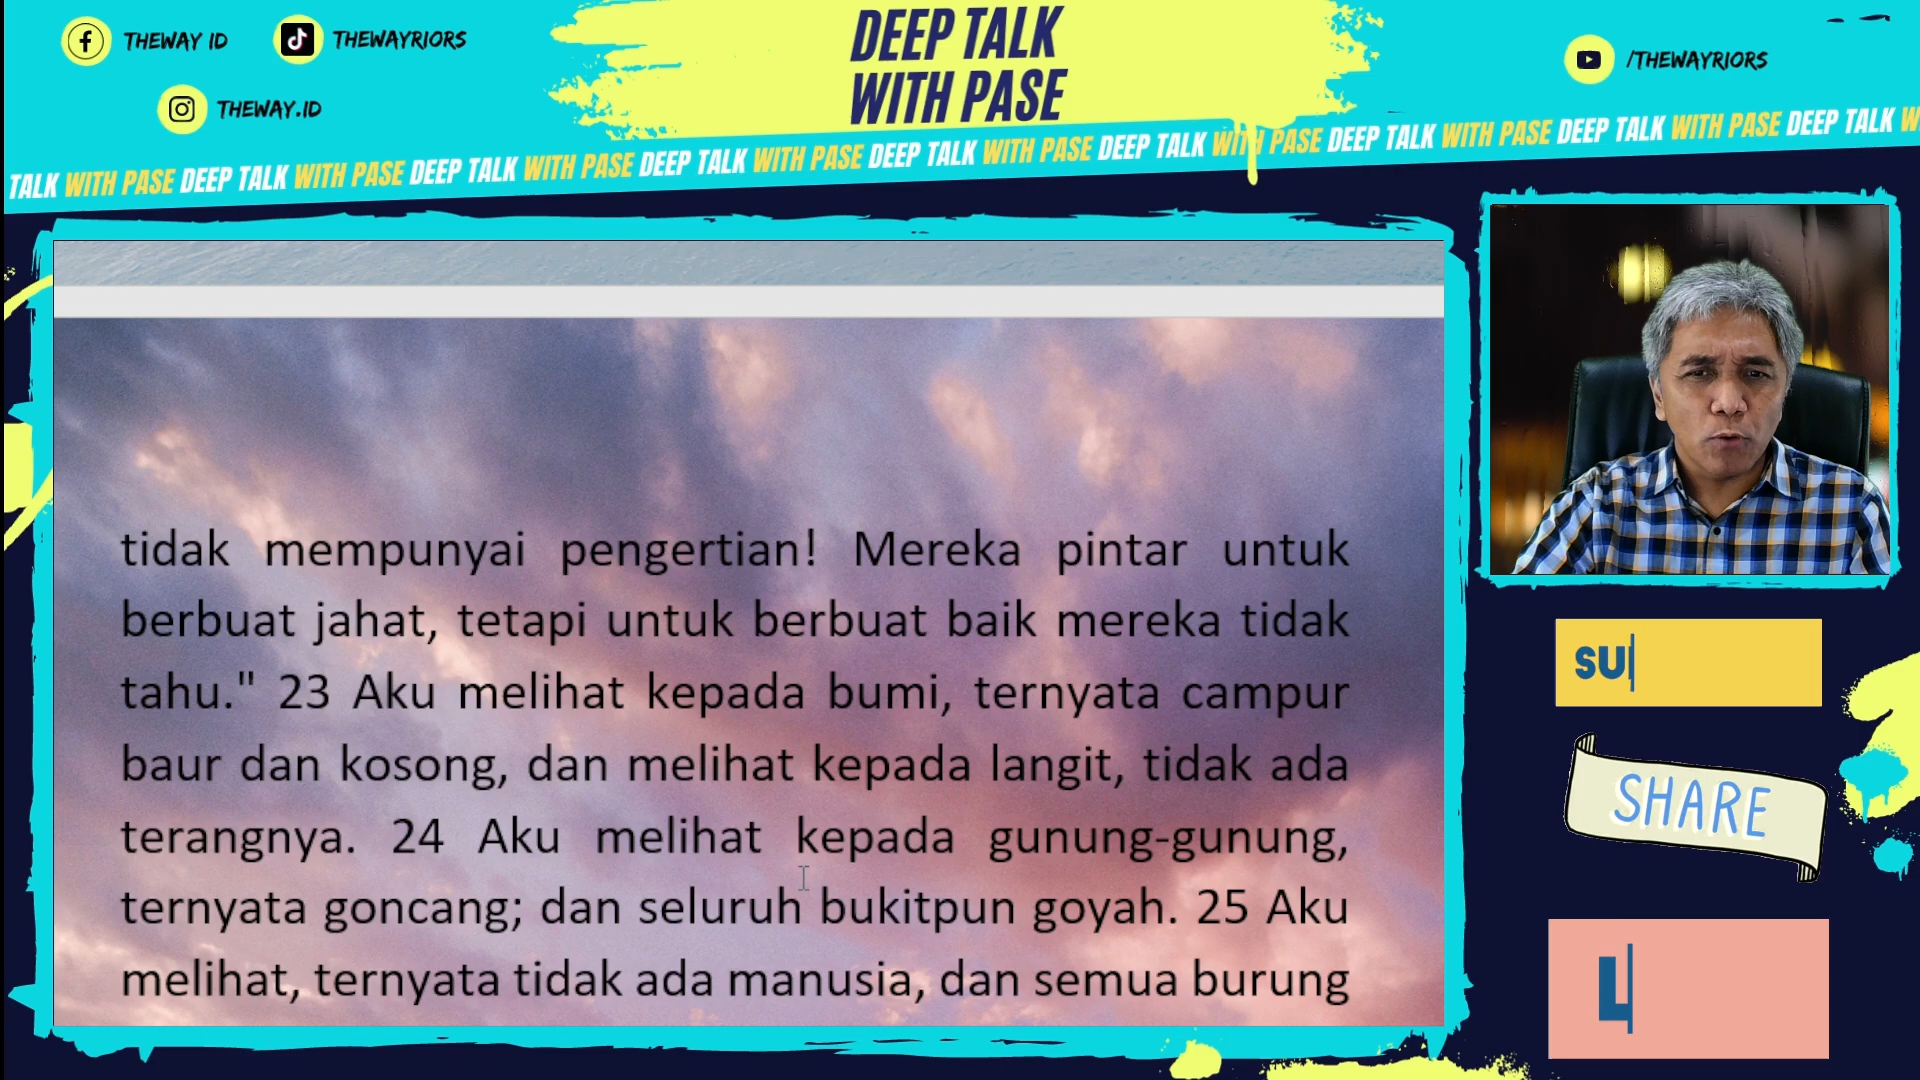 THEWAY ID
THEWAYRIORS
THEWAY.ID
DEEP TALK
WITH PASE
/THEWAYRIORS
TALK WITH PASE DEEP TALK WITH PASE DEEP TALK WITH PASE DEEP TALK WITH PASE DEEP TALK WITH PASE DEEP TALK WITH PASE DEEP TALK WITH PASE DEEP TALK W
tidak mempunyai pengertian! Mereka pintar untuk
berbuat jahat, tetapi untuk berbuat baik mereka tidak
tahu." 23 Aku melihat kepada bumi, ternyata campur
baur dan kosong, dan melihat kepada langit, tidak ada
terangnya. 24 Aku melihat kepada gunung-gunung,
ternyata goncang; dan seluruh bukitpun goyah. 25 Aku
melihat, ternyata tidak ada manusia, dan semua burung
SU
SHARE
L